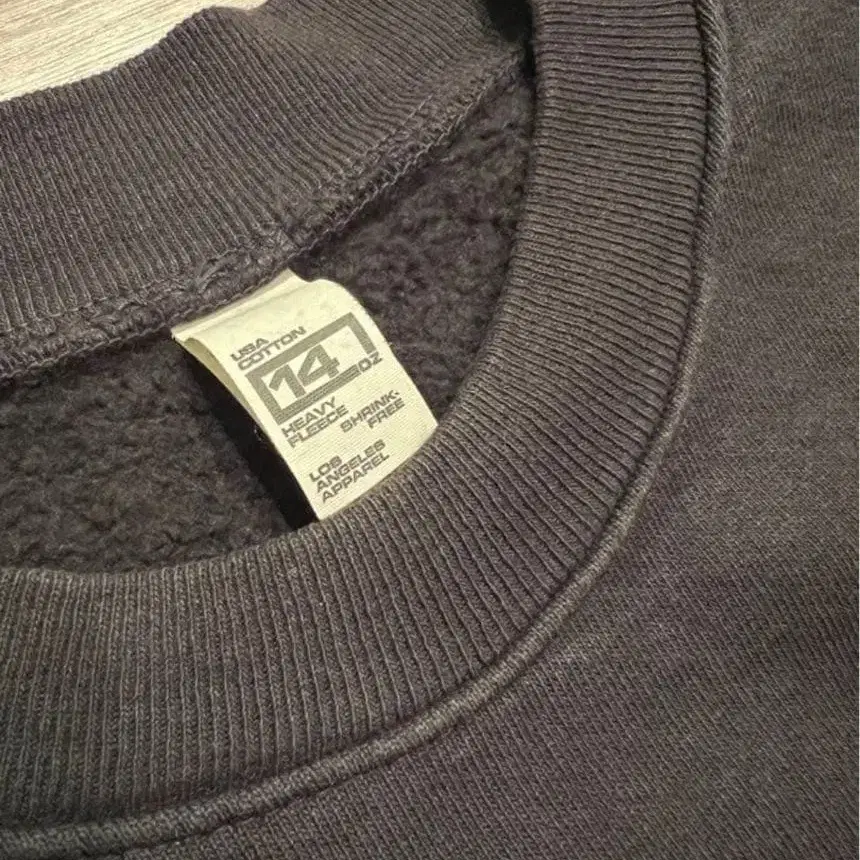 USA
COTTON
14 OZ
HEAVY
FLEECE
SHRINK-
FREE
LOS
ANGELES
APPAREL